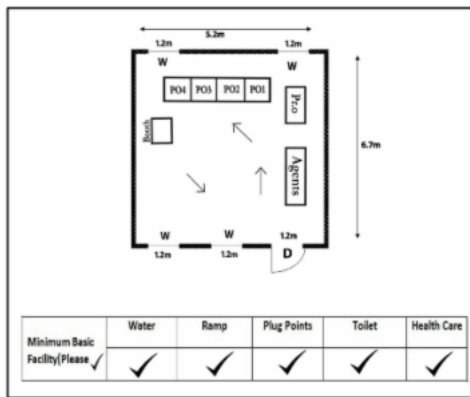 5.2m
1.2m 1.2m
W W
PO4 PO3 PO2 PO1
Pr.o
Booth
6.7m
Agents
W W 1.2m
1.2m 1.2m D
Minimum Basic Facility(Please ✓ Water Ramp Plug Points Toilet Health Care
✓ ✓ ✓ ✓ ✓